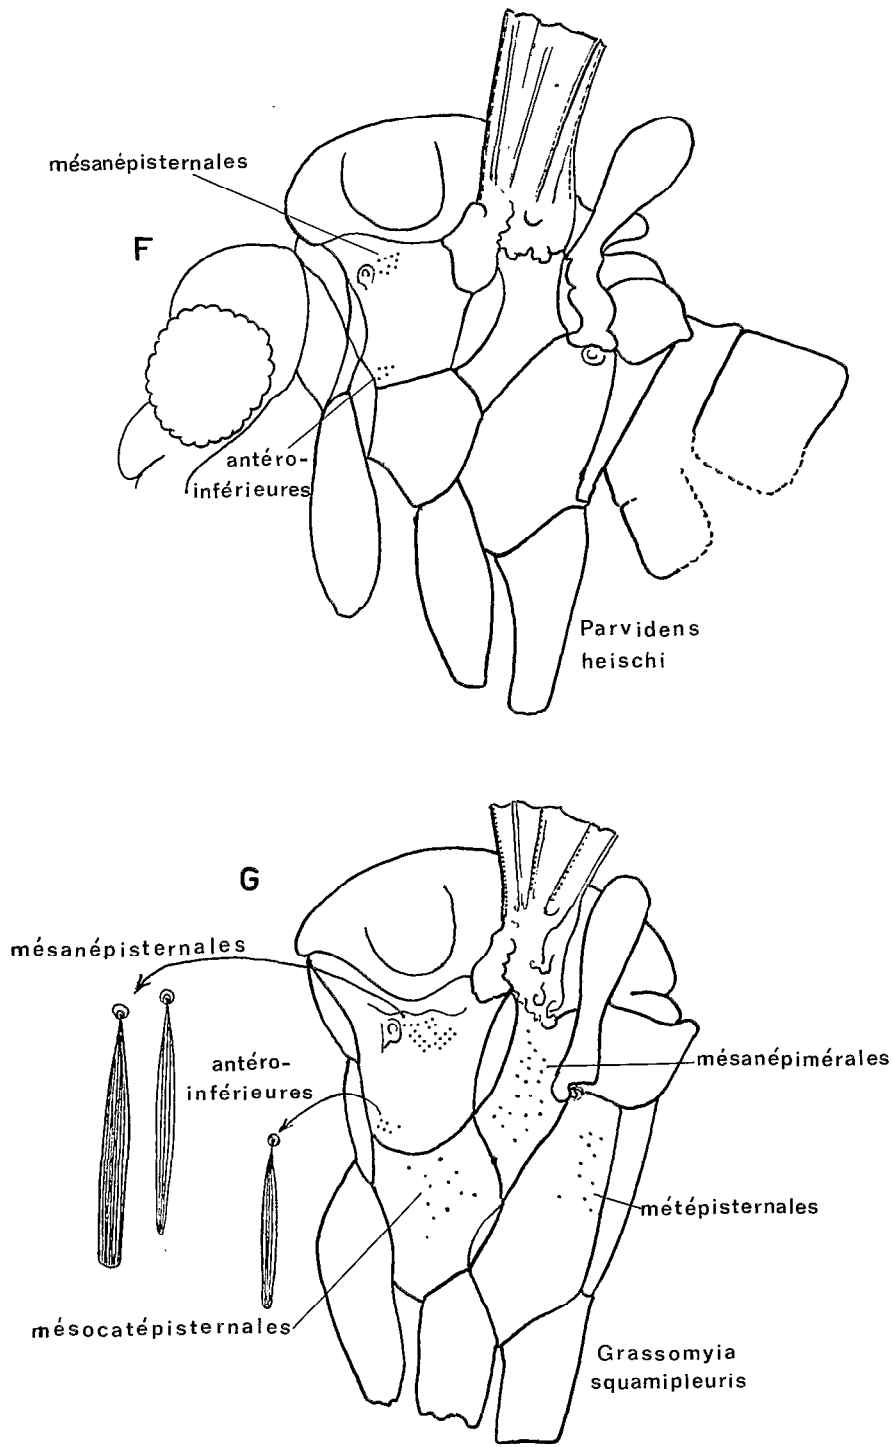 mésanépisternales
F
antéro-
inférieures
Parvidens
heischi
G
mésanépisternales
antéro-
inférieures
mésanépimérales
métépisternales
mésocatépisternales
Grassomyia
squamipleuris